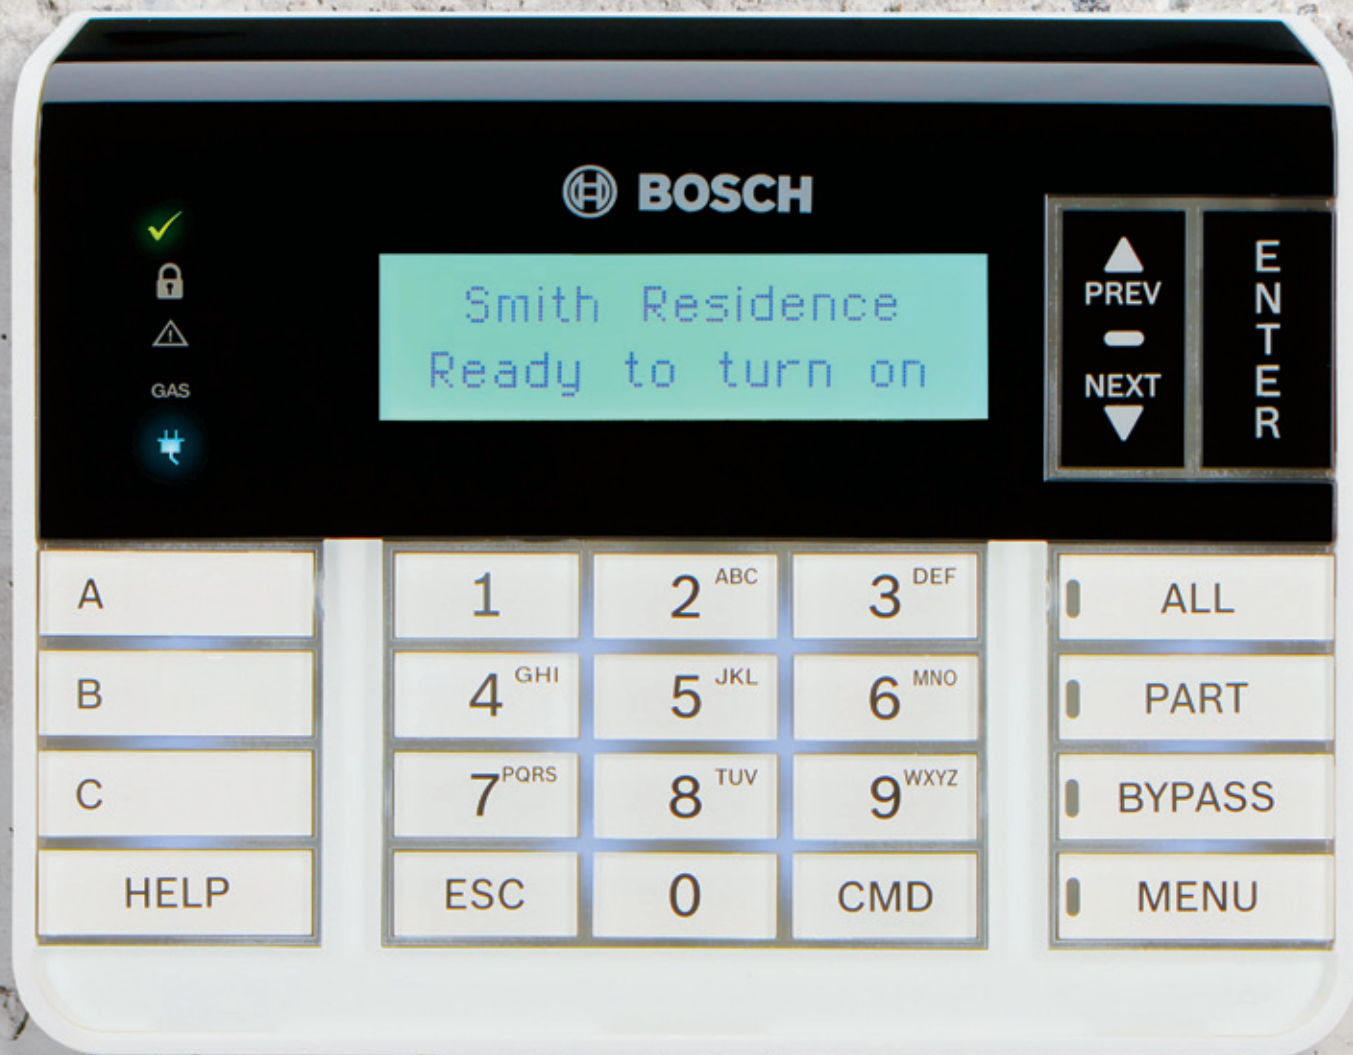 BOSCH
Smith Residence
Ready to turn on
PREV
NEXT
ENTER
GAS
A
B
C
HELP
1
2 ABC
3 DEF
4 GHI
5 JKL
6 MNO
7 PQRS
8 TUV
9 WXYZ
ESC
0
CMD
ALL
PART
BYPASS
MENU